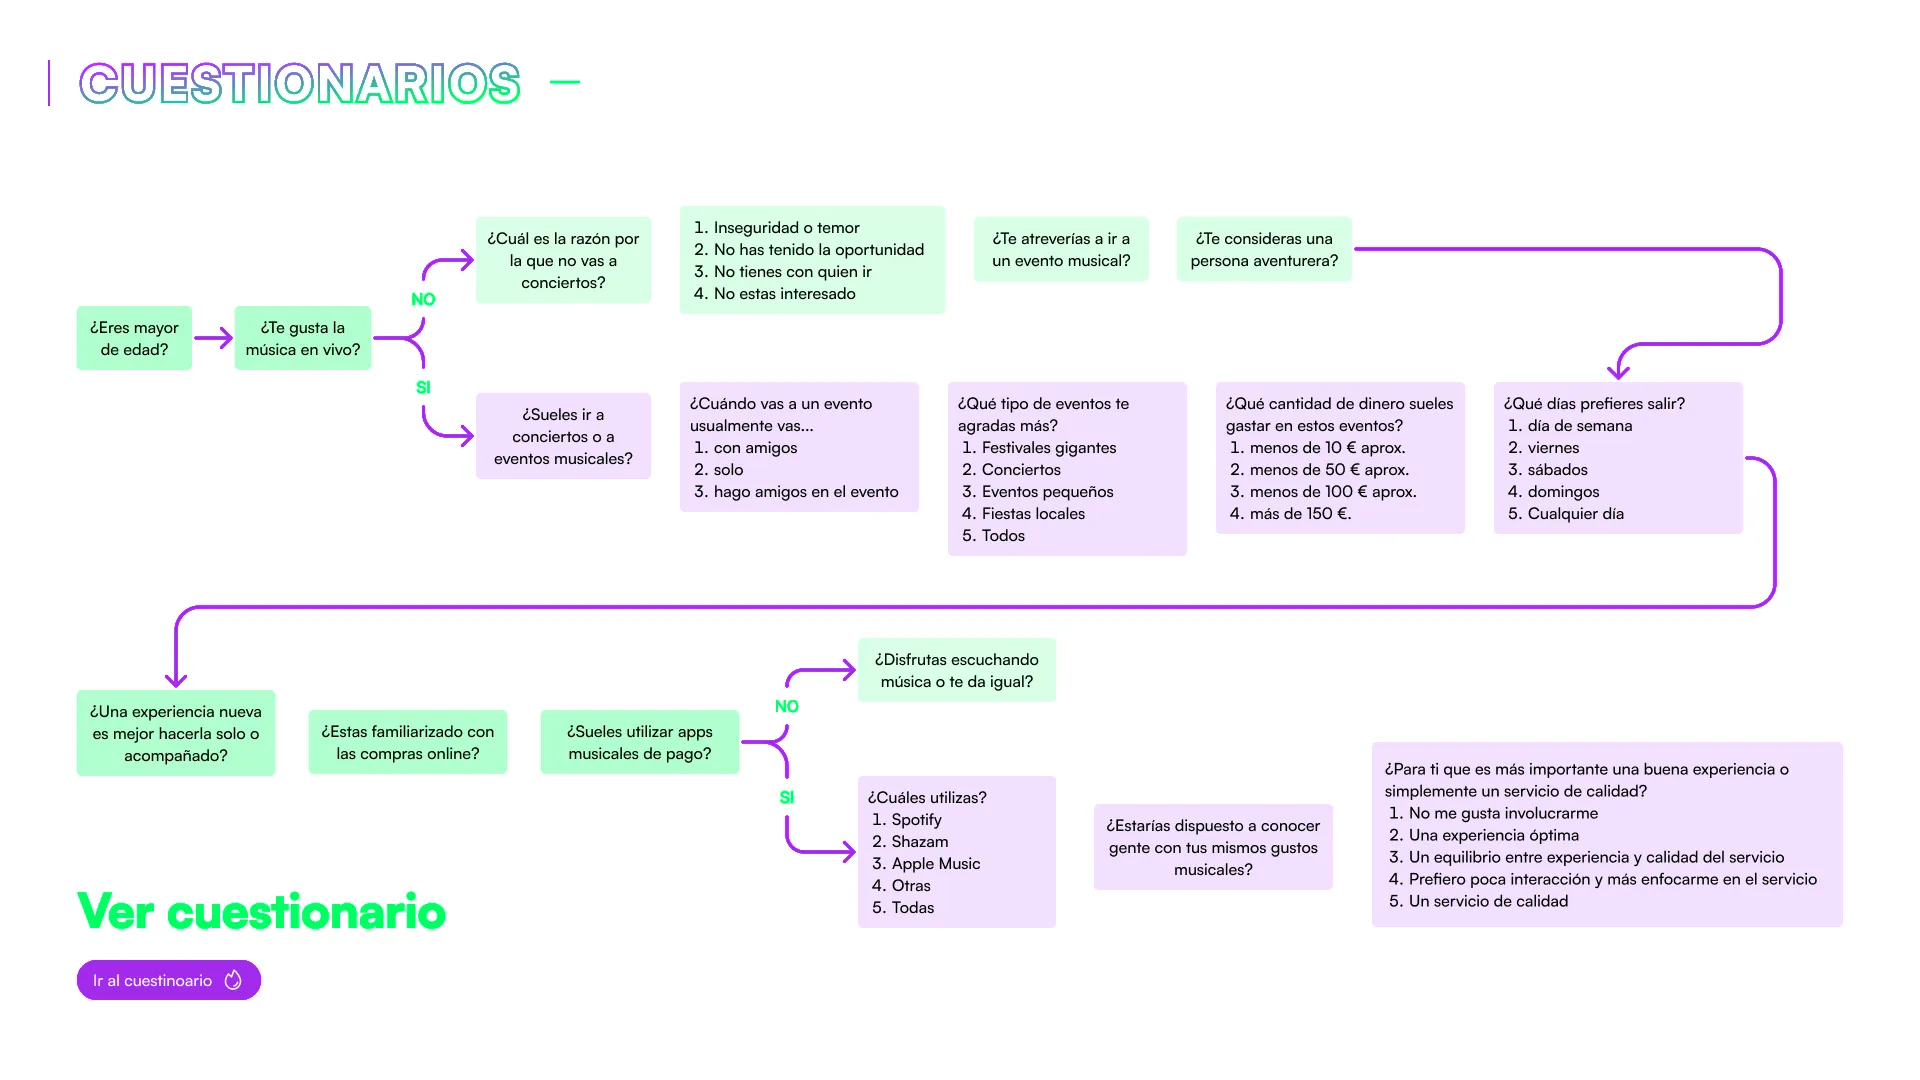 CUESTIONARIOS
¿Eres mayor
de edad?
¿Te gusta la
música en vivo?
NO
¿Cuál es la razón por
la que no vas a
conciertos?
1. Inseguridad o temor
2. No has tenido la oportunidad
3. No tienes con quien ir
4. No estas interesado
¿Te atreverías a ir a
un evento musical?
¿Te consideras una
persona aventurera?
SI
¿Sueles ir a
conciertos o a
eventos musicales?
¿Cuándo vas a un evento
usualmente vas...
1. con amigos
2. solo
3. hago amigos en el evento
¿Qué tipo de eventos te
agradas más?
1. Festivales gigantes
2. Conciertos
3. Eventos pequeños
4. Fiestas locales
5. Todos
¿Qué cantidad de dinero sueles
gastar en estos eventos?
1. menos de 10 € aprox.
2. menos de 50 € aprox.
3. menos de 100 € aprox.
4. más de 150 €.
¿Qué días prefieres salir?
1. día de semana
2. viernes
3. sábados
4. domingos
5. Cualquier día
¿Una experiencia nueva
es mejor hacerla solo o
acompañado?
¿Estas familiarizado con
las compras online?
¿Sueles utilizar apps
musicales de pago?
NO
¿Disfrutas escuchando
música o te da igual?
SI
¿Cuáles utilizas?
1. Spotify
2. Shazam
3. Apple Music
4. Otras
5. Todas
¿Estarías dispuesto a conocer
gente con tus mismos gustos
musicales?
¿Para ti que es más importante una buena experiencia o
simplemente un servicio de calidad?
1. No me gusta involucrarme
2. Una experiencia óptima
3. Un equilibrio entre experiencia y calidad del servicio
4. Prefiero poca interacción y más enfocarme en el servicio
5. Un servicio de calidad
Ver cuestionario
Ir al cuestinoario